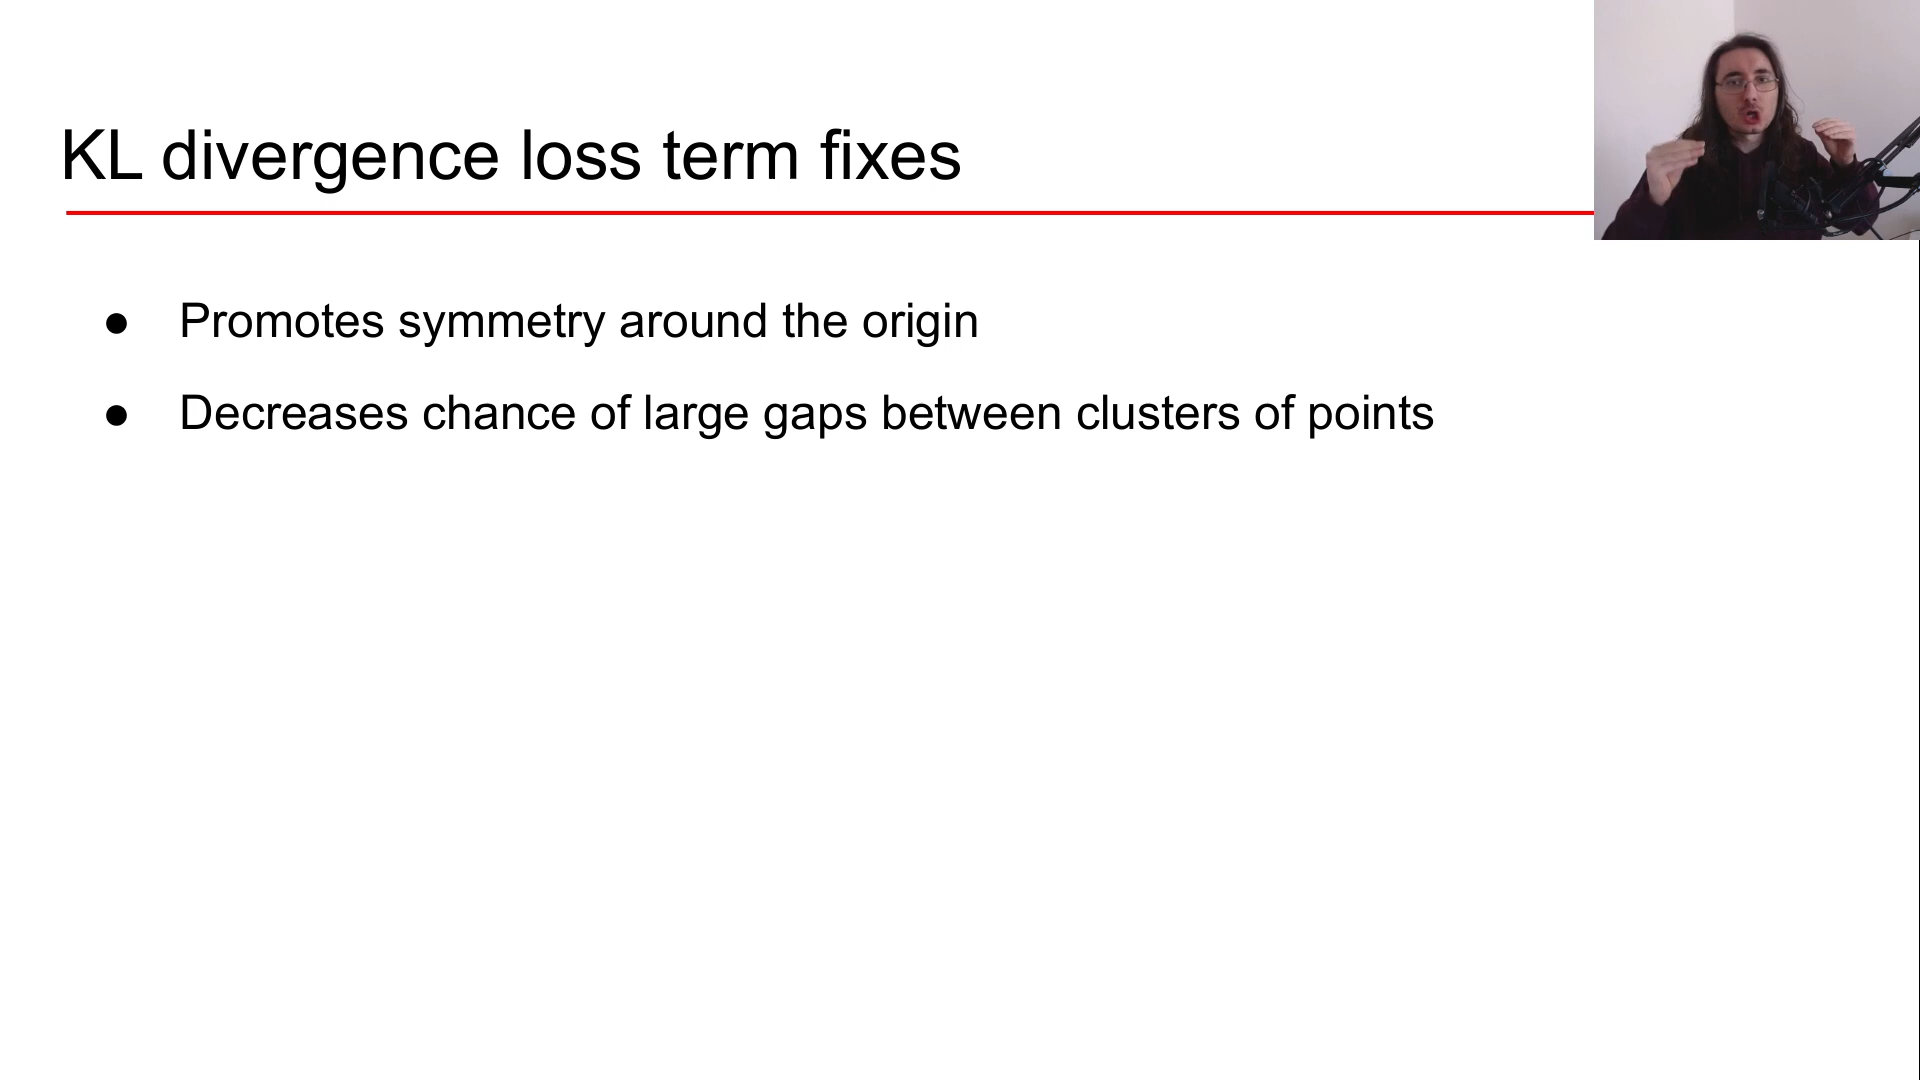 KL divergence loss term fixes
● Promotes symmetry around the origin
● Decreases chance of large gaps between clusters of points